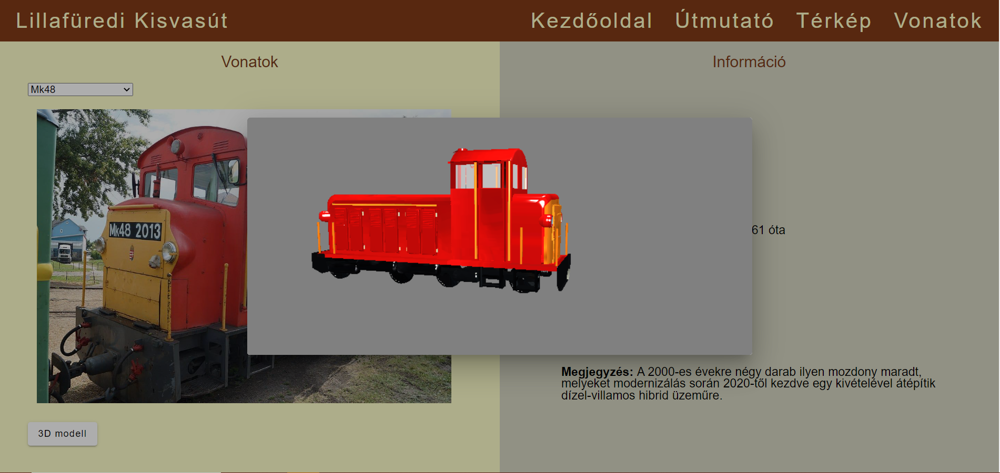 Lillafüredi Kisvasút
Kezdőoldal Útmutató Térkép Vonatok
Vonatok
Mk48
Mk48 2013
3D modell
Információ
61 óta
Megjegyzés: A 2000-es évekre négy darab ilyen mozdony maradt,
melyeket modernizálás során 2020-től kezdve egy kivételével átépítik
dízel-villamos hibrid üzeműre.